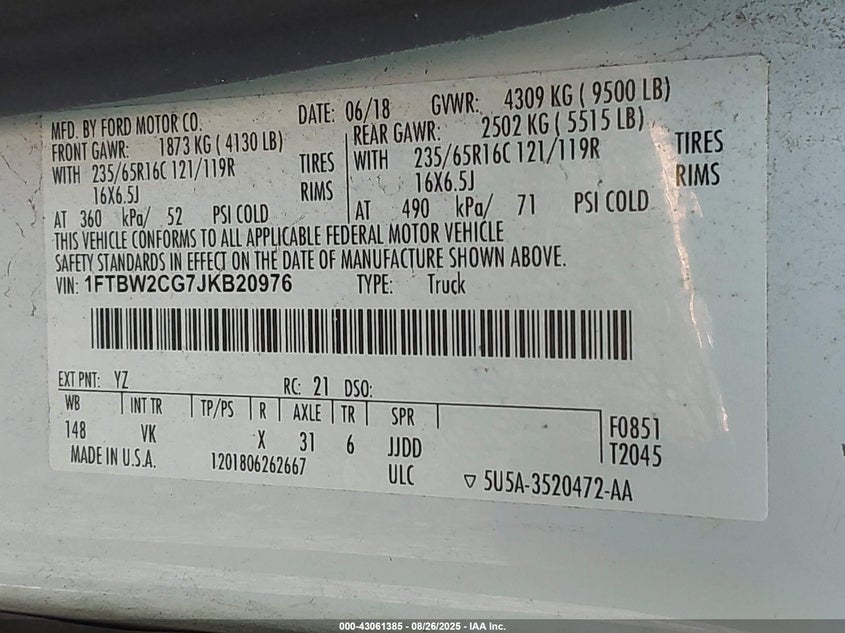 MFD. BY FORD MOTOR CO. DATE: 06/18 GVWR: 4309 KG ( 9500 LB)
FRONT GAWR: 1873 KG ( 4130 LB) REAR GAWR: 2502 KG ( 5515 LB)
WITH 235/65R16C 121/119R TIRES WITH 235/65R16C 121/119R TIRES
16X6.5J RIMS 16X6.5J RIMS
AT 360 kPa/ 52 PSI COLD AT 490 kPa/ 71 PSI COLD
THIS VEHICLE CONFORMS TO ALL APPLICABLE FEDERAL MOTOR VEHICLE
SAFETY STANDARDS IN EFFECT ON THE DATE OF MANUFACTURE SHOWN ABOVE.
VIN: 1FTBW2CG7JKB20976 TYPE: Truck
EXT PNT: YZ RC: 21 DSO:
WB INT TR TP/PS R AXLE TR SPR
148 VK X 31 6 JJDD F0851
MADE IN U.S.A. 1201806262667 ULC T2045
▽ 5U5A-3520472-AA
000-43061385 - 08/26/2025 - IAA Inc.